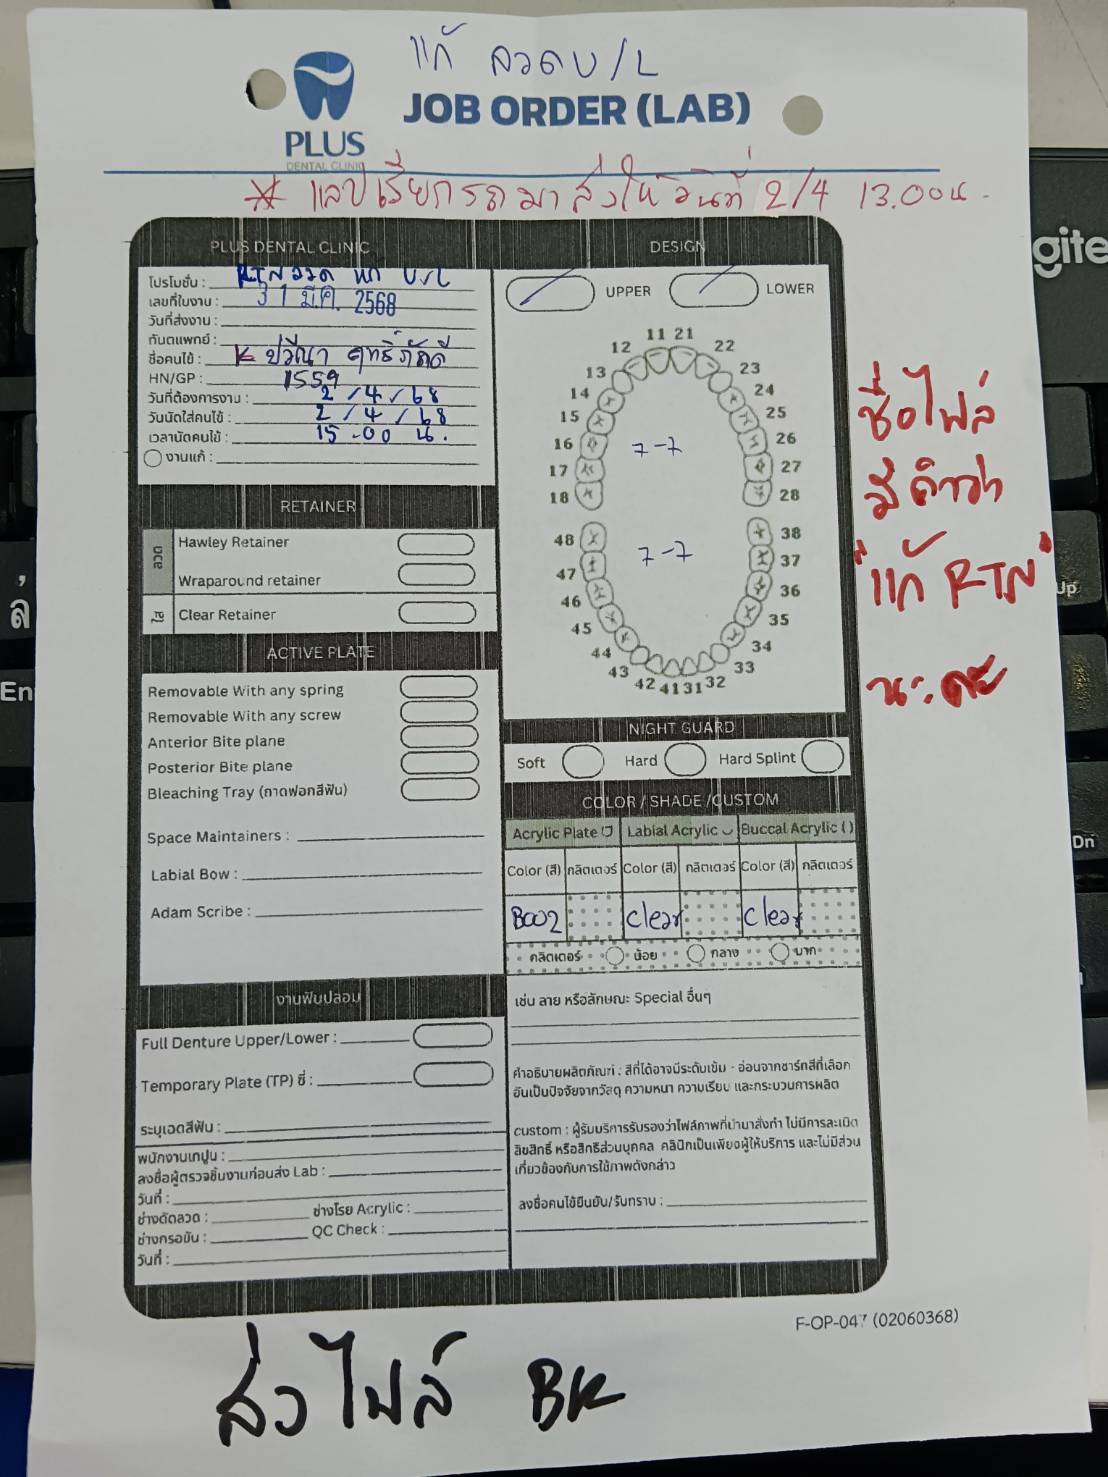 แก้ ลวด U/L
PLUS
DENTAL CLINIC
JOB ORDER (LAB)
* แลปเรียกรถมาส่งให้วันที่ 2/4 13.00น.
PLUS DENTAL CLINIC
โปรโมชั่น : RTN ลวด แก้ U/L
เลขที่ใบงาน : 31 มี.ค. 2568
วันที่ส่งงาน :
ทันตแพทย์ :
ชื่อคนไข้ : K ปวีณา ฤทธิ์ภักดี
HN/GP : 1559
วันที่ต้องการงาน : 2/4/68
วันนัดใส่คนไข้ : 2/4/68
เวลานัดคนไข้ : 15.00 น.
งานแก้ :
DESIGN
UPPER LOWER
11 21
12 22
13 23
14 24
15 25
16 26
17 27
18 28
7-7
48 38
47 37
46 36
45 35
44 34
43 33
42 41 31 32
7-7
ชื่อไฟล์
มีคำว่า
"แก้ RTN"
นะคะ
RETAINER
ลวด
Hawley Retainer
Wraparound retainer
ใส
Clear Retainer
ACTIVE PLATE
Removable With any spring
Removable With any screw
Anterior Bite plane
Posterior Bite plane
Bleaching Tray (ถาดฟอกสีฟัน)
Space Maintainers :
Labial Bow :
Adam Scribe :
NIGHT GUARD
Soft Hard Hard Splint
COLOR / SHADE /CUSTOM
Acrylic Plate Labial Acrylic Buccal Acrylic ( )
Color (สี) กลิตเตอร์ Color (สี) กลิตเตอร์ Color (สี) กลิตเตอร์
B002 clear clear
กลิตเตอร์ น้อย กลาง มาก
เช่น ลาย หรือลักษณะ Special อื่นๆ
คำอธิบายผลิตภัณฑ์ : สีที่ได้อาจมีระดับเข้ม - อ่อนจากชาร์ทสีที่เลือก
อันเป็นปัจจัยจากวัสดุ ความหนา ความเรียบ และกระบวนการผลิต
custom : ผู้รับบริการรับรองว่าไฟล์ภาพที่นำมาสั่งทำ ไม่มีการละเมิด
ลิขสิทธิ์ หรือสิทธิส่วนบุคคล คลินิกเป็นเพียงผู้ให้บริการ และไม่มีส่วน
เกี่ยวข้องกับการใช้ภาพดังกล่าว
ลงชื่อคนไข้ยืนยัน/รับทราบ :
งานฟันปลอม
Full Denture Upper/Lower :
Temporary Plate (TP) ซี่ :
ระบุเฉดสีฟัน :
พนักงานเทปูน :
ลงชื่อผู้ตรวจชิ้นงานก่อนส่ง Lab :
วันที่ :
ช่างดัดลวด : ช่างโรย Acrylic :
ช่างกรอขัด : QC Check :
วันที่ :
F-OP-047 (02060368)
ส่งไฟล์ BK
gite
ล
En
Up
Dn